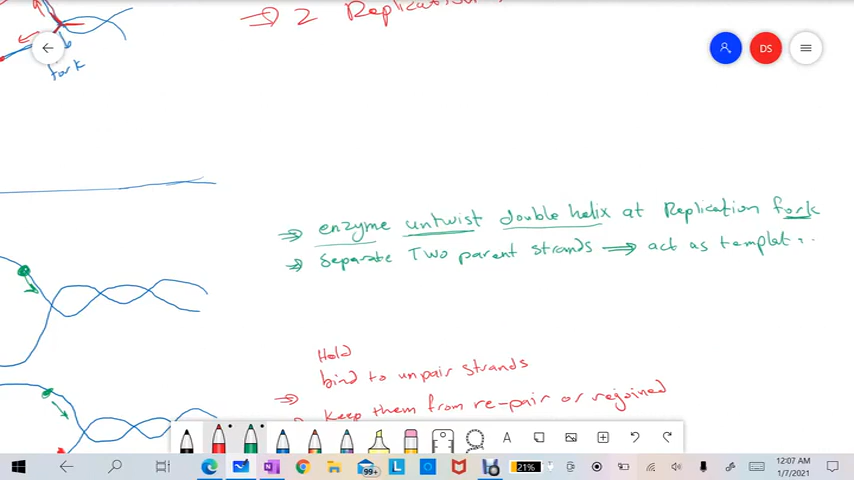 ⇒ 2 Replication
fork
DS
⇒ enzyme untwist double helix at Replication fork
⇒ separate Two parent strands ⇒ act as templat..
Hold
bind to unpair strands
⇒ keep them from re-pair or rejoined
A
21%
99+
12:07 AM
1/7/2021